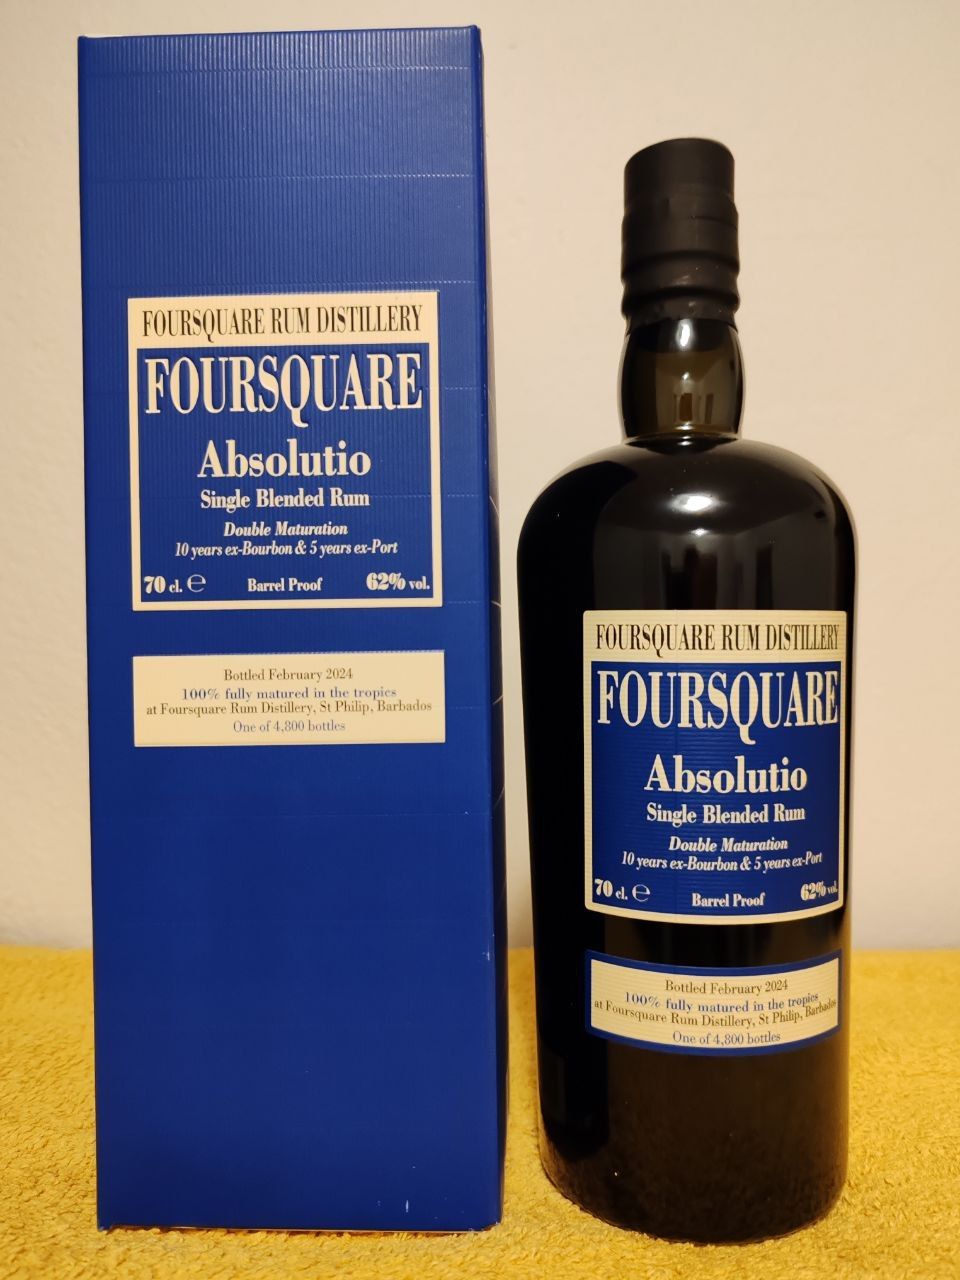 FOURSQUARE RUM DISTILLERY
FOURSQUARE
Absolutio
Single Blended Rum
Double Maturation
10 years ex-Bourbon & 5 years ex-Port
70 cl. ℮ Barrel Proof 62% vol.
Bottled February 2024
100% fully matured in the tropics
at Foursquare Rum Distillery, St Philip, Barbados
One of 4,800 bottles
FOURSQUARE RUM DISTILLERY
FOURSQUARE
Absolutio
Single Blended Rum
Double Maturation
10 years ex-Bourbon & 5 years ex-Port
70 cl. ℮ Barrel Proof 62% vol.
Bottled February 2024
100% fully matured in the tropics
at Foursquare Rum Distillery, St Philip, Barbados
One of 4,800 bottles